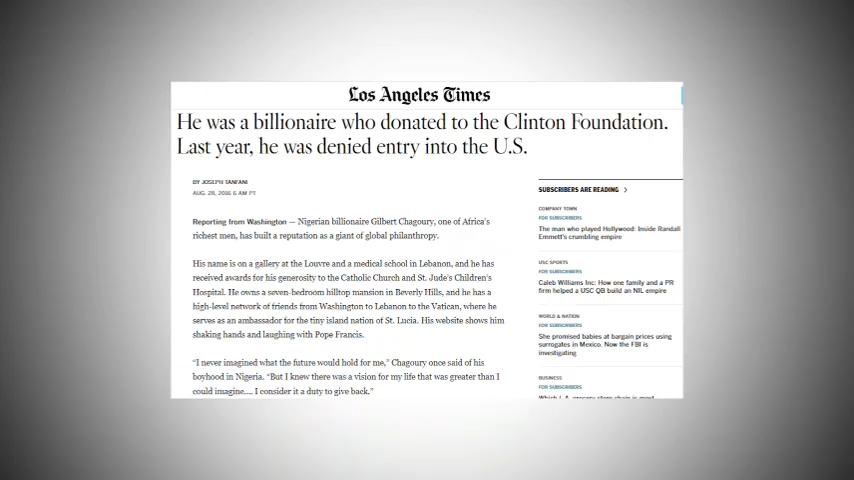 Los Angeles Times
He was a billionaire who donated to the Clinton Foundation.
Last year, he was denied entry into the U.S.
BY JOSEPH TANFANI
AUG. 28, 2016 6 AM PT
Reporting from Washington — Nigerian billionaire Gilbert Chagoury, one of Africa's
richest men, has built a reputation as a giant of global philanthropy.
His name is on a gallery at the Louvre and a medical school in Lebanon, and he has
received awards for his generosity to the Catholic Church and St. Jude's Children's
Hospital. He owns a seven-bedroom hilltop mansion in Beverly Hills, and he has a
high-level network of friends from Washington to Lebanon to the Vatican, where he
serves as an ambassador for the tiny island nation of St. Lucia. His website shows him
shaking hands and laughing with Pope Francis.
“I never imagined what the future would hold for me,” Chagoury once said of his
boyhood in Nigeria. “But I knew there was a vision for my life that was greater than I
could imagine.... I consider it a duty to give back.”
SUBSCRIBERS ARE READING >
COMPANY TOWN
FOR SUBSCRIBERS
The man who played Hollywood: Inside Randall
Emmett's crumbling empire
USC SPORTS
FOR SUBSCRIBERS
Caleb Williams Inc: How one family and a PR
firm helped a USC QB build an NIL empire
WORLD & NATION
FOR SUBSCRIBERS
She promised babies at bargain prices using
surrogates in Mexico. Now the FBI is
investigating
BUSINESS
FOR SUBSCRIBERS
Which L.A. grocery store chain is most